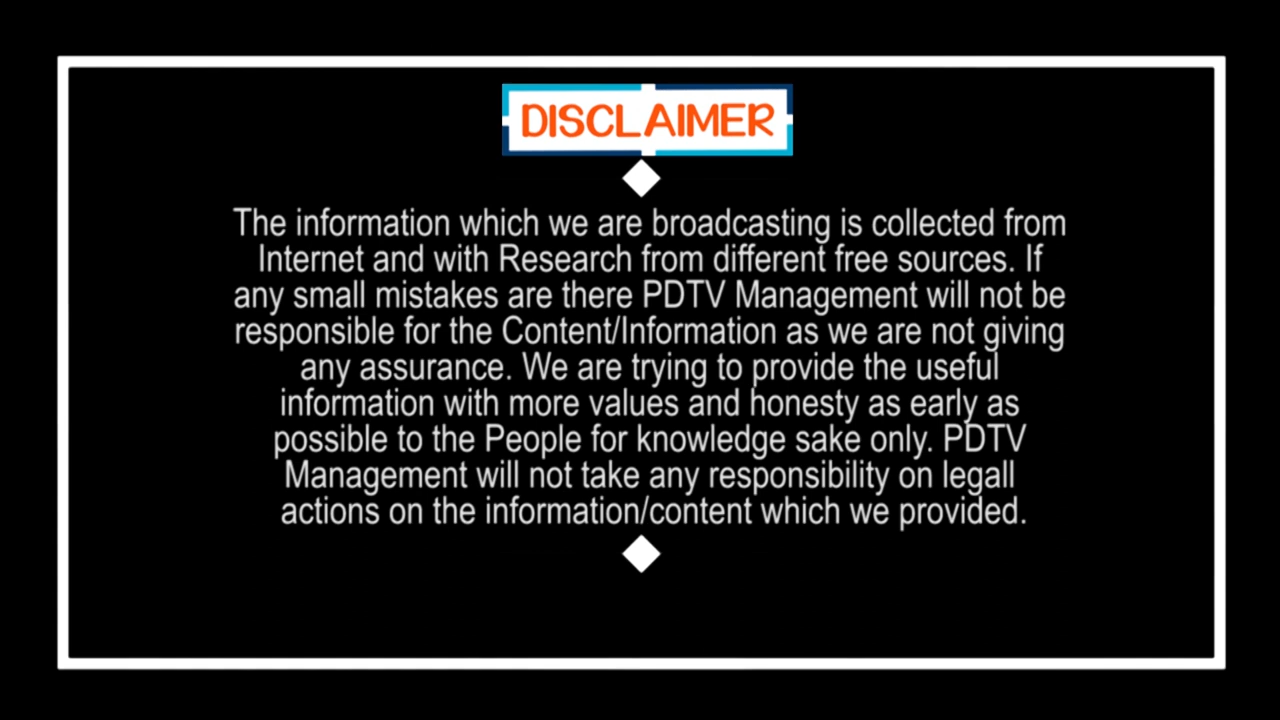 DISCLAIMER
The information which we are broadcasting is collected from
Internet and with Research from different free sources. If
any small mistakes are there PDTV Management will not be
responsible for the Content/Information as we are not giving
any assurance. We are trying to provide the useful
information with more values and honesty as early as
possible to the People for knowledge sake only. PDTV
Management will not take any responsibility on legall
actions on the information/content which we provided.